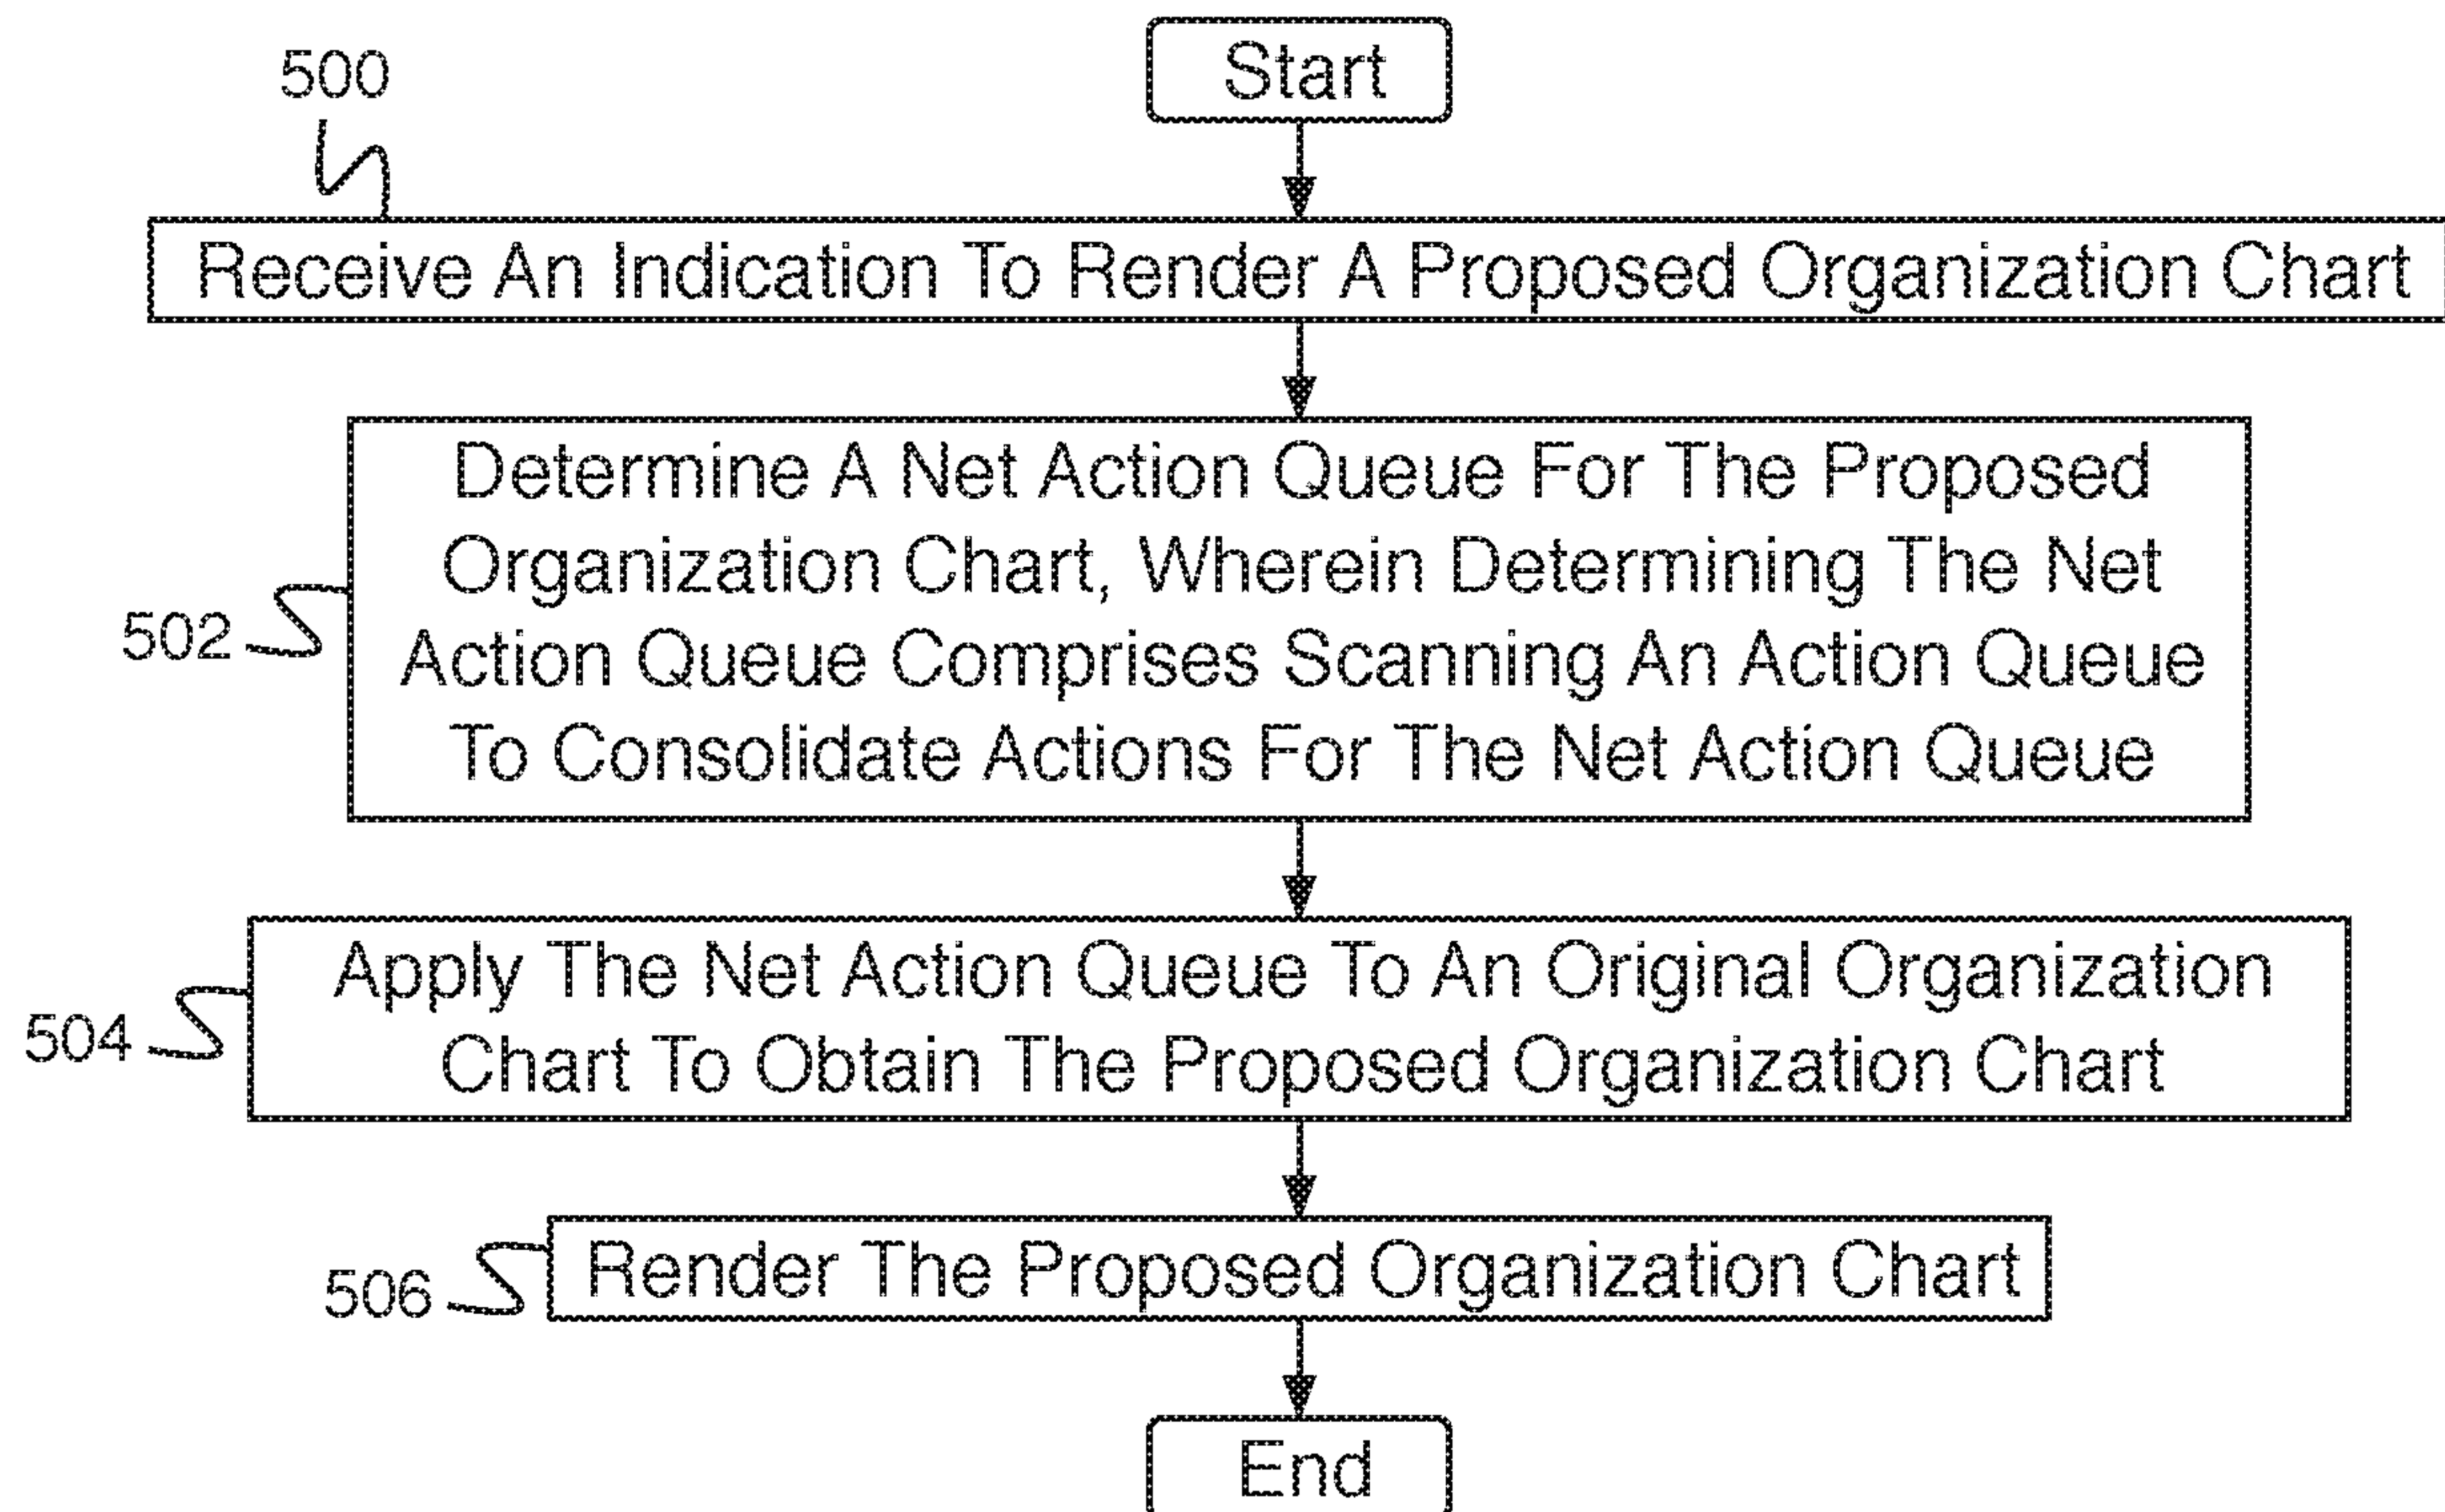 Start
500
Receive An Indication To Render A Proposed Organization Chart
Determine A Net Action Queue For The Proposed
Organization Chart, Wherein Determining The Net
Action Queue Comprises Scanning An Action Queue
To Consolidate Actions For The Net Action Queue
502
Apply The Net Action Queue To An Original Organization
Chart To Obtain The Proposed Organization Chart
504
Render The Proposed Organization Chart
506
End